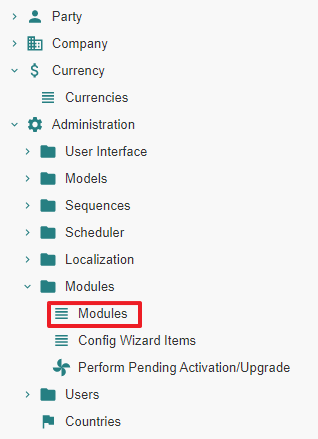 Party
Company
Currency
Currencies
Administration
User Interface
Models
Sequences
Scheduler
Localization
Modules
Modules
Config Wizard Items
Perform Pending Activation/Upgrade
Users
Countries